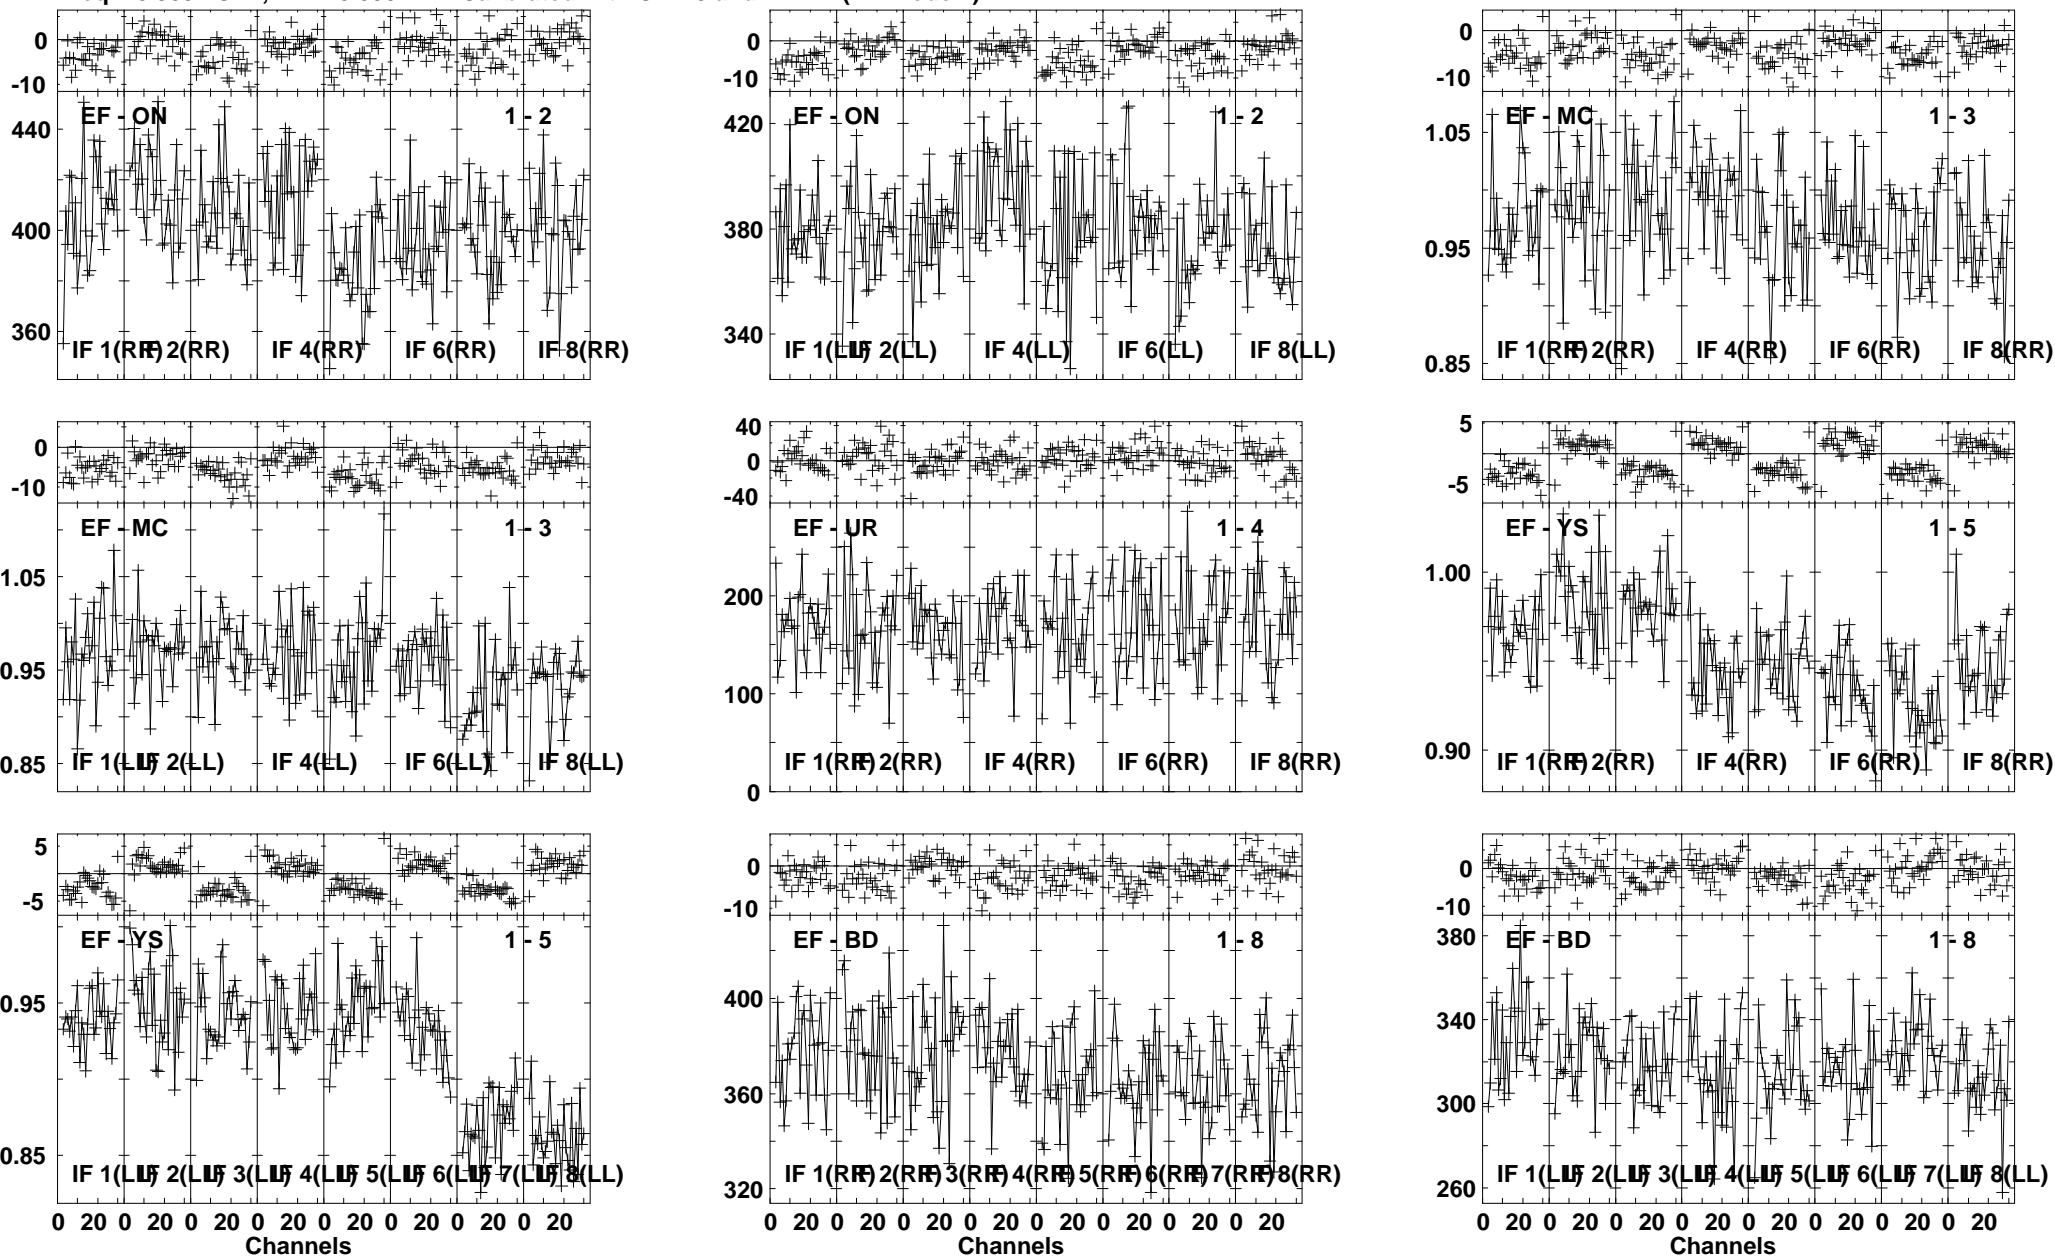 0
-10
440
400
360
EF - ON
1 - 2
IF 1(RR)
IF 2(RR)
IF 4(RR)
IF 6(RR)
IF 8(RR)
0
-10
420
380
340
EF - ON
1 - 2
IF 1(LL)
IF 2(LL)
IF 4(LL)
IF 6(LL)
IF 8(LL)
0
-10
1.05
0.95
0.85
EF - MC
1 - 3
IF 1(RR)
IF 2(RR)
IF 4(RR)
IF 6(RR)
IF 8(RR)
0
-10
1.05
0.95
0.85
EF - MC
1 - 3
IF 1(LL)
IF 2(LL)
IF 4(LL)
IF 6(LL)
IF 8(LL)
40
0
-40
200
100
0
EF - UR
1 - 4
IF 1(RR)
IF 2(RR)
IF 4(RR)
IF 6(RR)
IF 8(RR)
5
-5
1.00
0.90
EF - YS
1 - 5
IF 1(RR)
IF 2(RR)
IF 4(RR)
IF 6(RR)
IF 8(RR)
5
-5
0.95
0.85
EF - YS
1 - 5
IF 1(LL)
IF 2(LL)
IF 3(LL)
IF 4(LL)
IF 5(LL)
IF 6(LL)
IF 7(LL)
IF 8(LL)
0 20 0 20 0 20 0 20 0 20 0 20 0 20 0 20
Channels
0
-10
400
360
320
EF - BD
1 - 8
IF 1(RR)
IF 2(RR)
IF 3(RR)
IF 4(RR)
IF 5(RR)
IF 6(RR)
IF 7(RR)
IF 8(RR)
0 20 0 20 0 20 0 20 0 20 0 20 0 20 0 20
Channels
0
-10
380
340
300
260
EF - BD
1 - 8
IF 1(LL)
IF 2(LL)
IF 3(LL)
IF 4(LL)
IF 5(LL)
IF 6(LL)
IF 7(LL)
IF 8(LL)
0 20 0 20 0 20 0 20 0 20 0 20 0 20 0 20
Channels